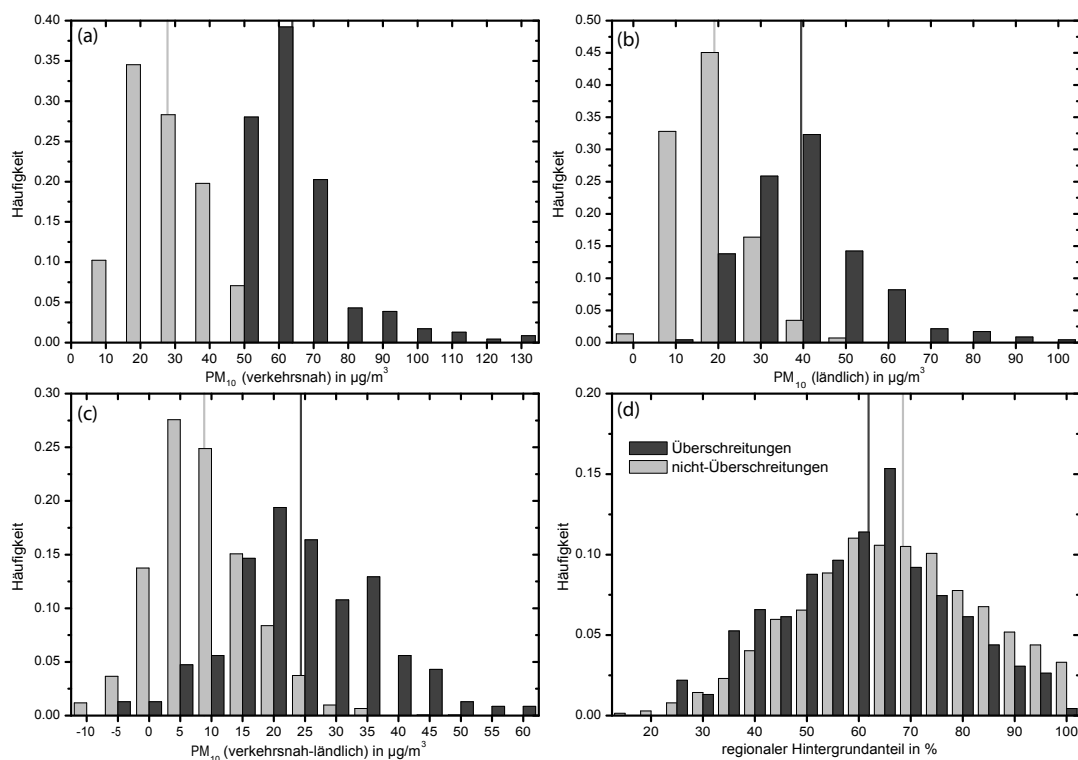 (a)
0.40
0.35
0.30
0.25
0.20
0.15
0.10
0.05
0.00
Häufigkeit
0 10 20 30 40 50 60 70 80 90 100 110 120 130
PM10 (verkehrsnah) in µg/m³
(b)
0.50
0.45
0.40
0.35
0.30
0.25
0.20
0.15
0.10
0.05
0.00
Häufigkeit
0 10 20 30 40 50 60 70 80 90 100
PM10 (ländlich) in µg/m³
(c)
0.30
0.25
0.20
0.15
0.10
0.05
0.00
Häufigkeit
-10 -5 0 5 10 15 20 25 30 35 40 45 50 55 60
PM10 (verkehrsnah-ländlich) in µg/m³
(d)
0.20
0.15
0.10
0.05
0.00
Häufigkeit
Überschreitungen
nicht-Überschreitungen
20 30 40 50 60 70 80 90 100
regionaler Hintergrundanteil in %